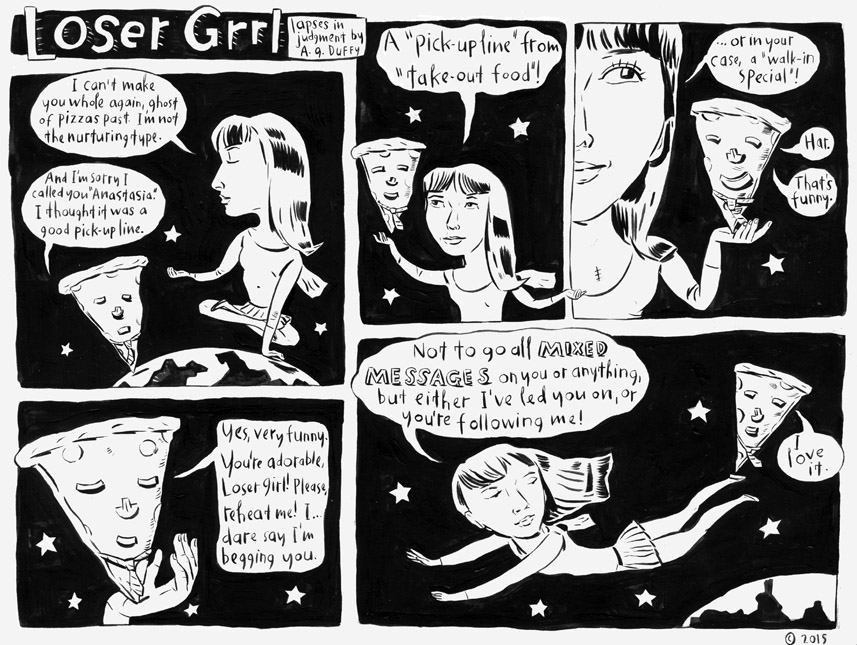 Loser Grrl
lapses in
judgment by
A. G. DUFFY
I can't make
you whole again, ghost
of pizzas past. I'm not
the nurturing type.
And I'm sorry I
called you "Anastasia."
I thought it was a
good pick-up line.
A "pick-up line" from
"take-out food"!
...or in your
case, a "walk-in
special"!
Har.
That's
funny.
Yes, very funny.
You're adorable,
Loser girl! Please,
reheat me! I...
dare say I'm
begging you.
Not to go all MIXED
MESSAGES on you or anything,
but either I've led you on, or
you're following me!
I
love
it.
© 2015